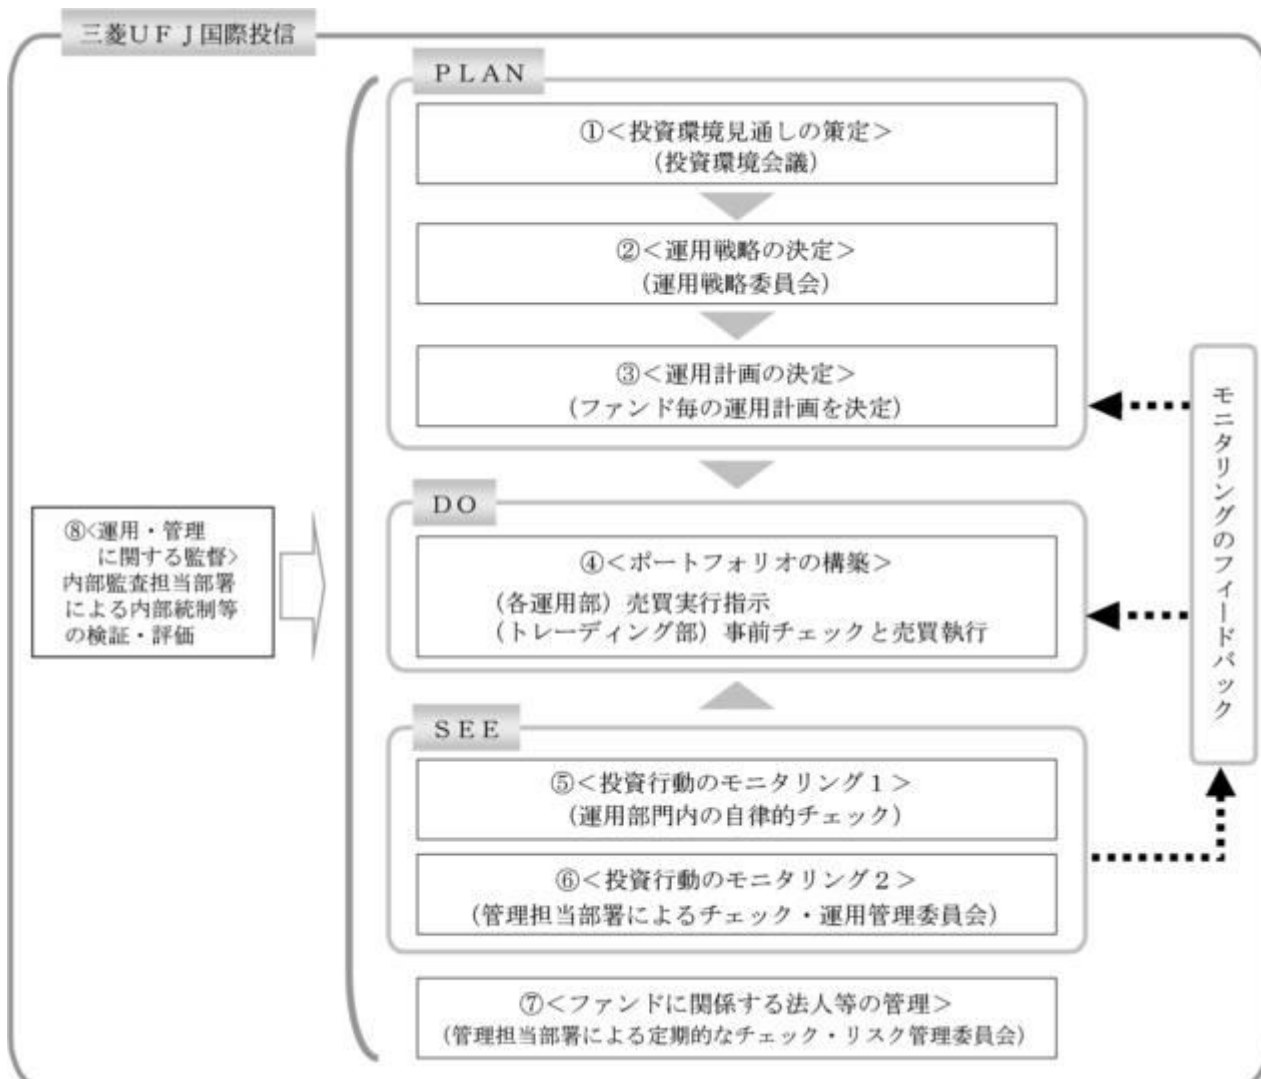 三菱ＵＦＪ国際投信
ＰＬＡＮ
①＜投資環境見通しの策定＞
（投資環境会議）
②＜運用戦略の決定＞
（運用戦略委員会）
③＜運用計画の決定＞
（ファンド毎の運用計画を決定）
ＤＯ
④＜ポートフォリオの構築＞
（各運用部）売買実行指示
（トレーディング部）事前チェックと売買執行
ＳＥＥ
⑤＜投資行動のモニタリング１＞
（運用部門内の自律的チェック）
⑥＜投資行動のモニタリング２＞
（管理担当部署によるチェック・運用管理委員会）
⑦＜ファンドに関係する法人等の管理＞
（管理担当部署による定期的なチェック・リスク管理委員会）
⑧＜運用・管理
に関する監督＞
内部監査担当部署
による内部統制等
の検証・評価
モニタリングのフィードバック